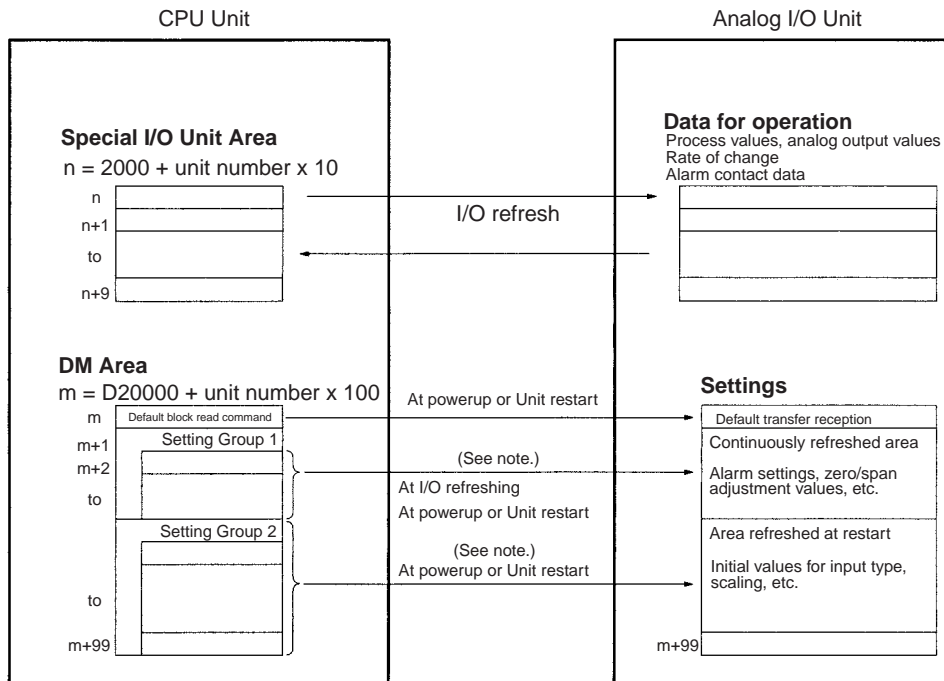 CPU Unit
Analog I/O Unit
Special I/O Unit Area
n = 2000 + unit number x 10
n
n+1
to
n+9
I/O refresh
Data for operation
Process values, analog output values
Rate of change
Alarm contact data
DM Area
m = D20000 + unit number x 100
m
Default block read command
m+1
Setting Group 1
m+2
to
Setting Group 2
to
m+99
At powerup or Unit restart
(See note.)
At I/O refreshing
At powerup or Unit restart
(See note.)
At powerup or Unit restart
Settings
Default transfer reception
Continuously refreshed area
Alarm settings, zero/span
adjustment values, etc.
Area refreshed at restart
Initial values for input type,
scaling, etc.
m+99